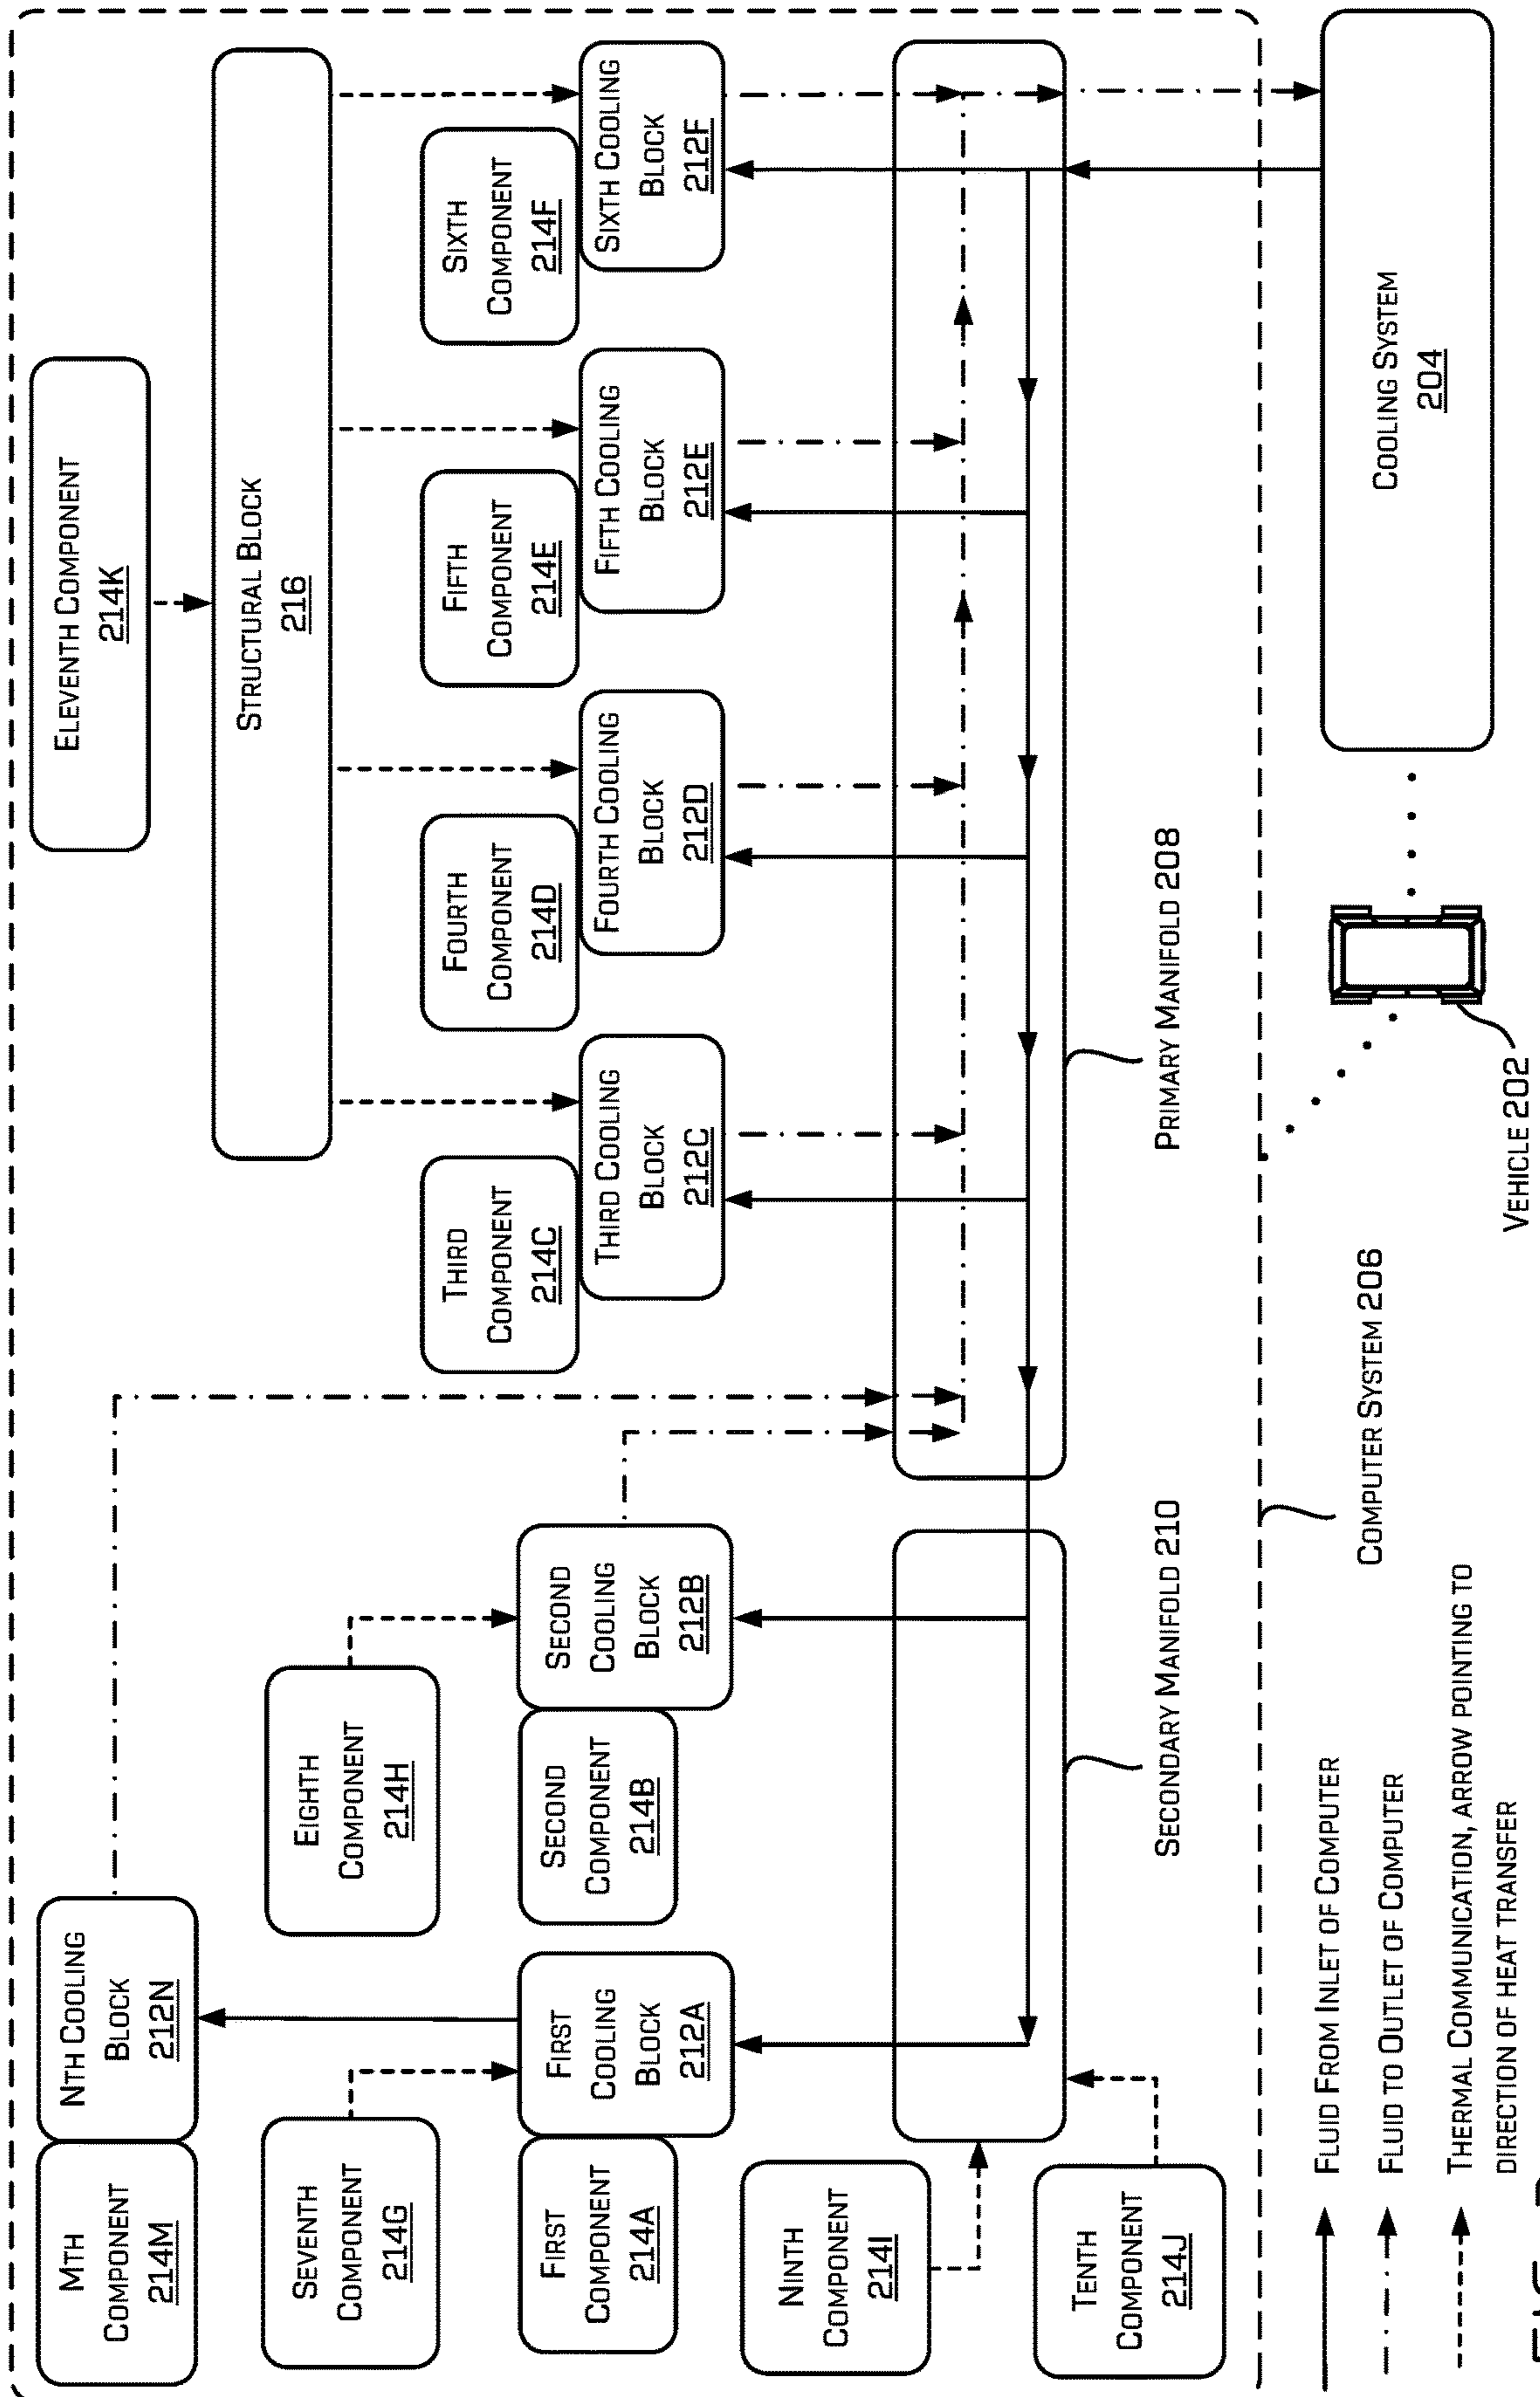 MTH
COMPONENT
214M
NTH COOLING
BLOCK
212N
ELEVENTH COMPONENT
214K
SEVENTH
COMPONENT
214G
EIGHTH
COMPONENT
214H
STRUCTURAL BLOCK
216
FIRST
COMPONENT
214A
FIRST
COOLING
BLOCK
212A
SECOND
COMPONENT
214B
SECOND
COOLING
BLOCK
212B
THIRD
COMPONENT
214C
THIRD COOLING
BLOCK
212C
FOURTH
COMPONENT
214D
FOURTH COOLING
BLOCK
212D
FIFTH
COMPONENT
214E
FIFTH COOLING
BLOCK
212E
SIXTH
COMPONENT
214F
SIXTH COOLING
BLOCK
212F
NINTH
COMPONENT
214I
TENTH
COMPONENT
214J
SECONDARY MANIFOLD 210
PRIMARY MANIFOLD 208
COMPUTER SYSTEM 206
COOLING SYSTEM
204
VEHICLE 202
FLUID FROM INLET OF COMPUTER
FLUID TO OUTLET OF COMPUTER
THERMAL COMMUNICATION, ARROW POINTING TO
DIRECTION OF HEAT TRANSFER